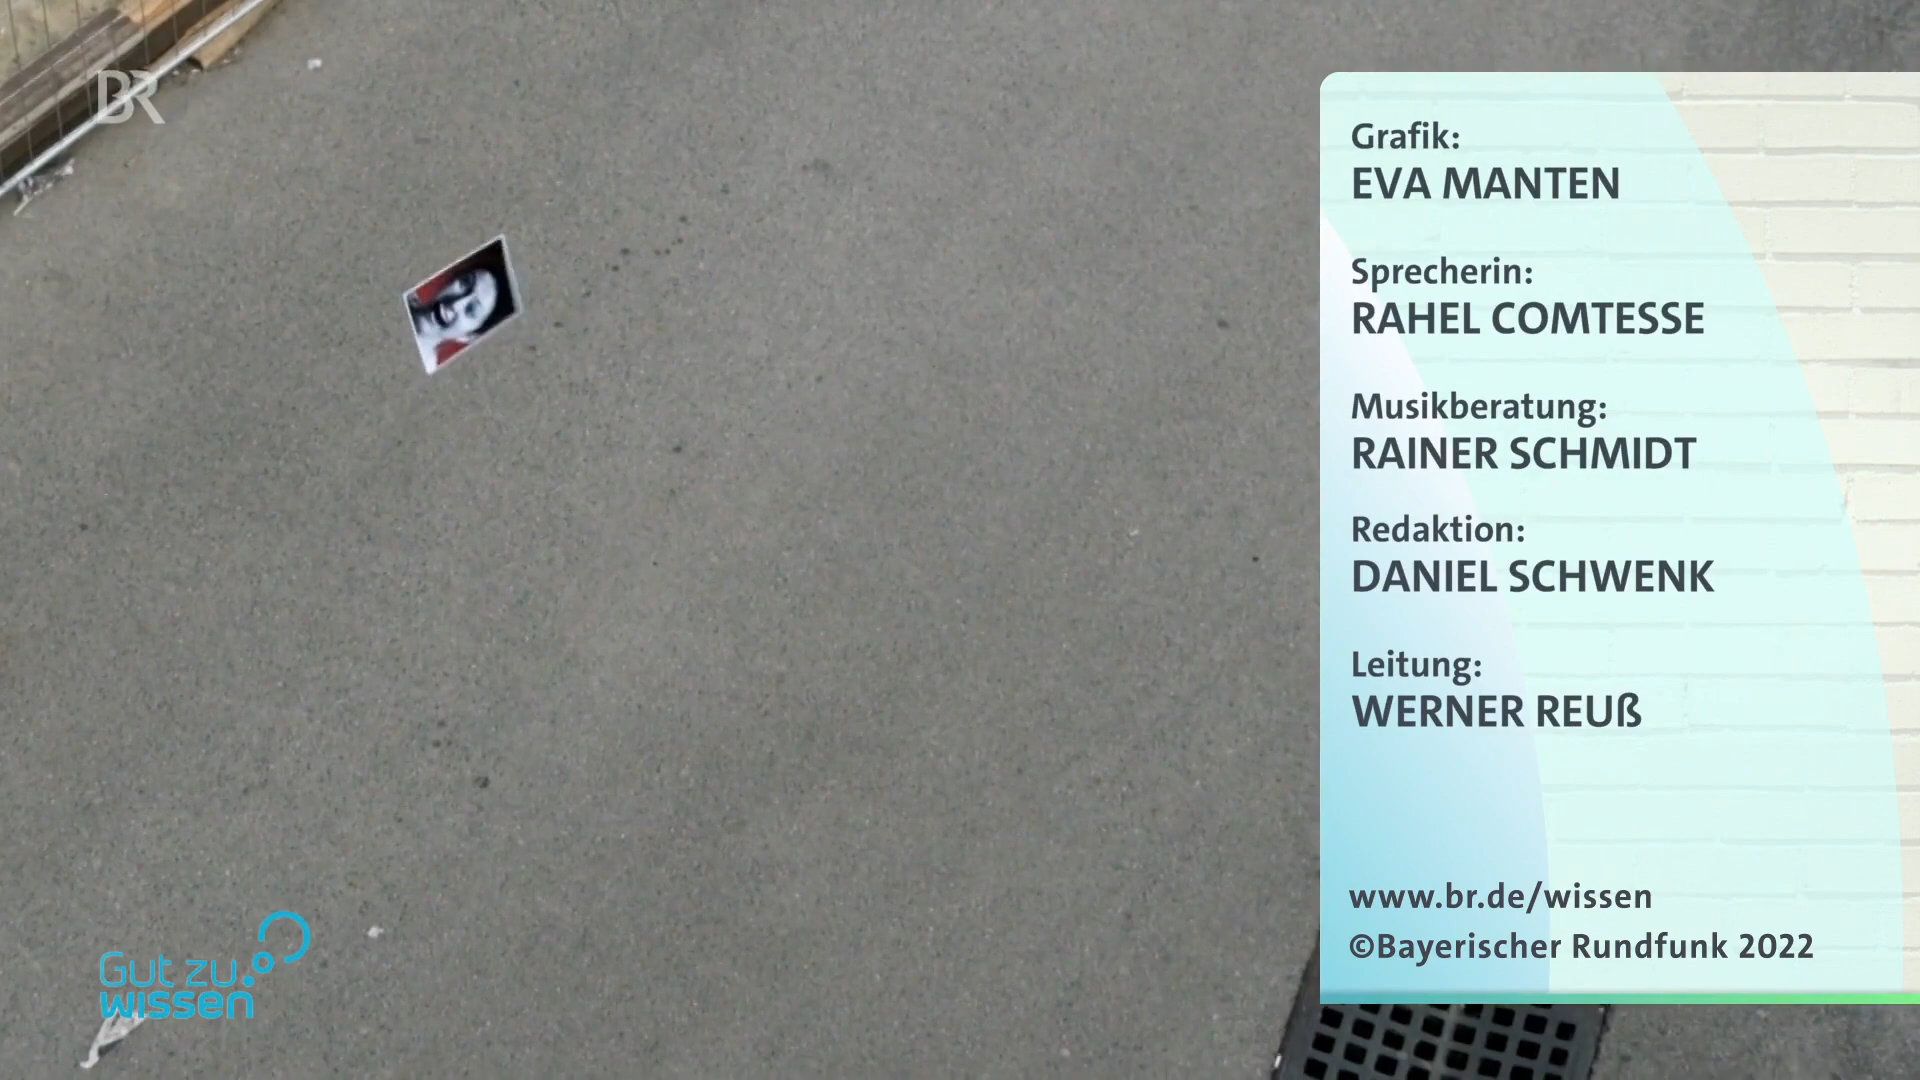 BR
Grafik:
EVA MANTEN
Sprecherin:
RAHEL COMTESSE
Musikberatung:
RAINER SCHMIDT
Redaktion:
DANIEL SCHWENK
Leitung:
WERNER REUß
www.br.de/wissen
©Bayerischer Rundfunk 2022
Gut zu
wissen